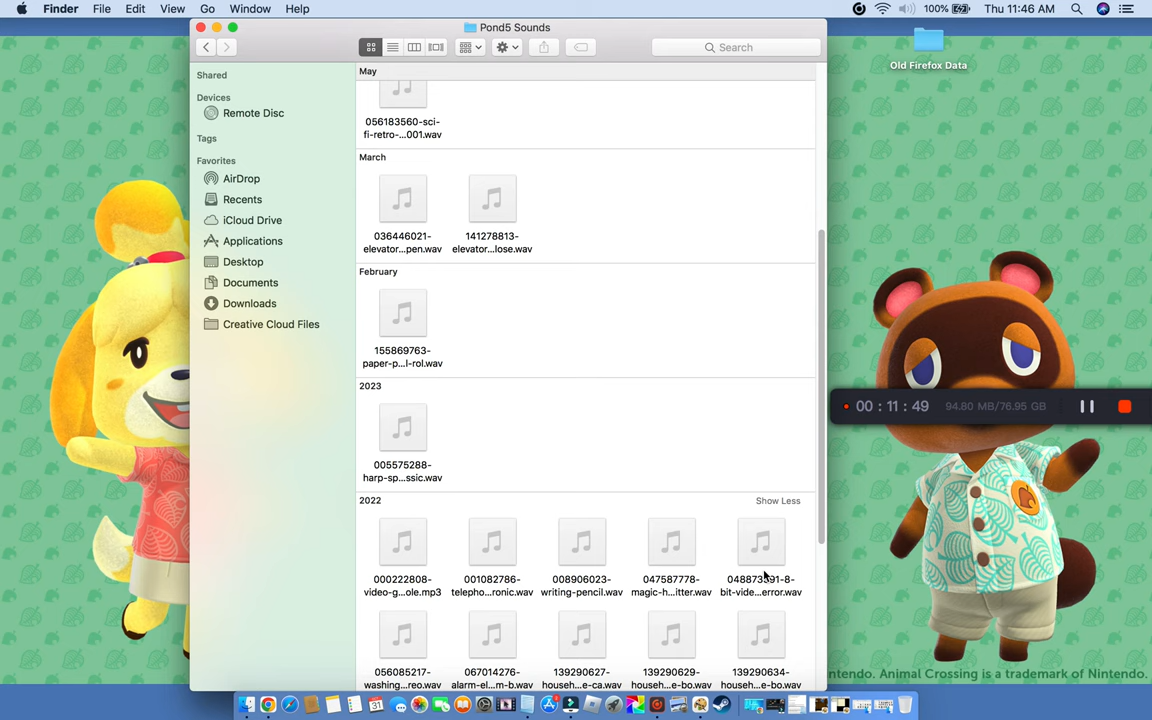 Finder File Edit View Go Window Help 100% Thu 11:46 AM
Pond5 Sounds
Search
Old Firefox Data
Shared
Devices
Remote Disc
Tags
Favorites
AirDrop
Recents
iCloud Drive
Applications
Desktop
Documents
Downloads
Creative Cloud Files
May
056183560-sci-
fi-retro-...001.wav
March
036446021-
elevator...pen.wav
141278813-
elevator...lose.wav
February
155869763-
paper-p...l-rol.wav
2023
005575288-
harp-sp...ssic.wav
2022
Show Less
000222808-
video-g...ole.mp3
001082786-
telepho...ronic.wav
008906023-
writing-pencil.wav
047587778-
magic-h...itter.wav
bit-vide...error.wav
056085217-
washing...reo.wav
067014276-
alarm-el...m-b.wav
139290627-
househ...e-ca.wav
139290629-
househ...e-bo.wav
139290634-
househ...e-bo.wav
00 : 11 : 49 94.80 MB/76.95 GB
ntendo. Animal Crossing is a trademark of Nintendo.